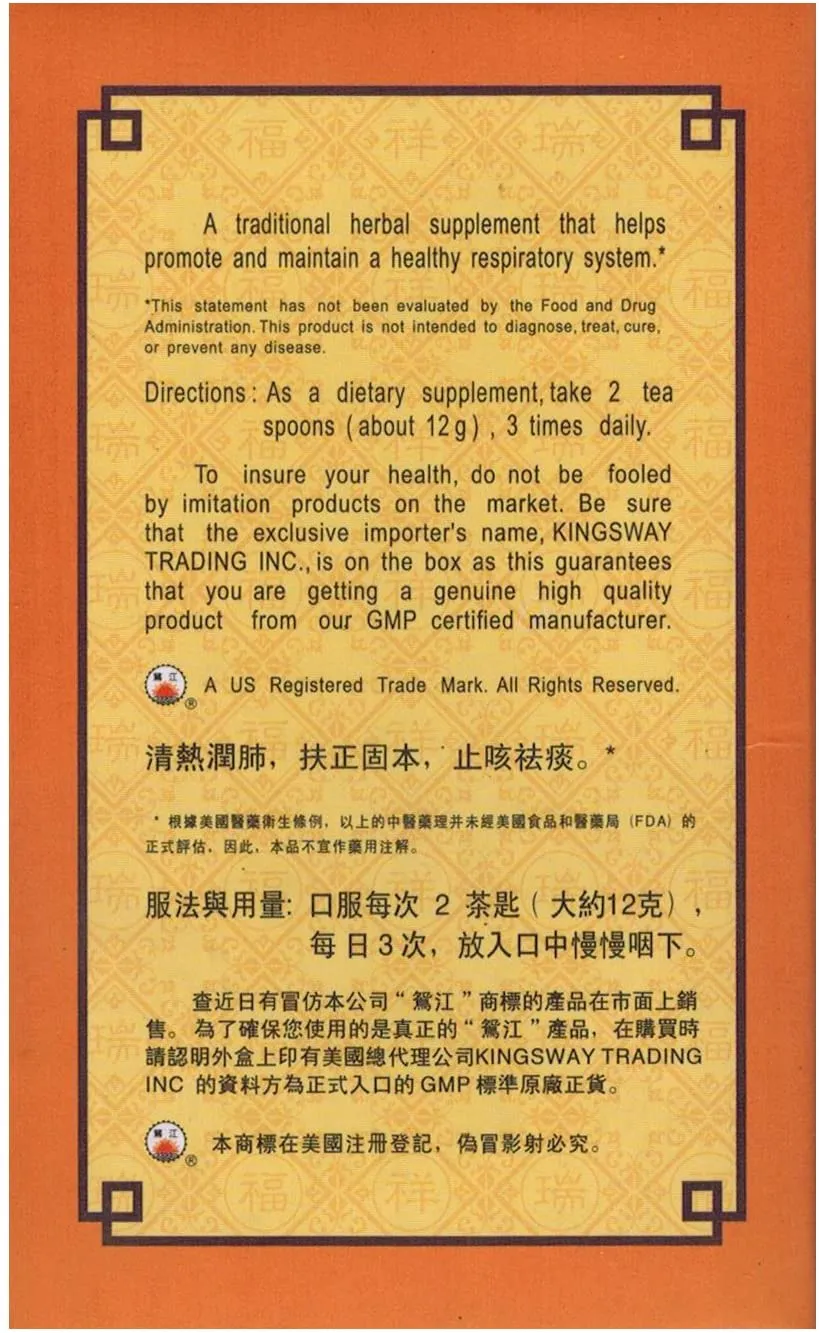 福 祥 瑞
A traditional herbal supplement that helps
promote and maintain a healthy respiratory system.*
*This statement has not been evaluated by the Food and Drug
Administration. This product is not intended to diagnose, treat, cure,
or prevent any disease.
Directions: As a dietary supplement, take 2 tea
spoons (about 12g), 3 times daily.
To insure your health, do not be fooled
by imitation products on the market. Be sure
that the exclusive importer's name, KINGSWAY
TRADING INC., is on the box as this guarantees
that you are getting a genuine high quality
product from our GMP certified manufacturer.
鴛江 ® A US Registered Trade Mark. All Rights Reserved.
清熱潤肺，扶正固本，止咳祛痰。*
* 根據美國醫藥衛生條例，以上的中醫藥理并未經美國食品和醫藥局 (FDA) 的
正式評估，因此，本品不宜作藥用注解。
服法與用量: 口服每次 2 茶匙 (大約12克)，
每日3次，放入口中慢慢咽下。
查近日有冒仿本公司“鴛江”商標的產品在市面上銷
售。為了確保您使用的是真正的“鴛江”產品，在購買時
請認明外盒上印有美國總代理公司KINGSWAY TRADING
INC 的資料方為正式入口的 GMP 標準原廠正貨。
鴛江 ® 本商標在美國注冊登記，偽冒影射必究。
福 祥 瑞